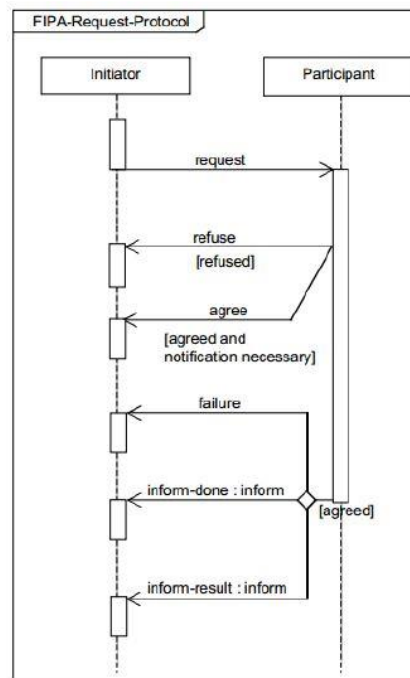 FIPA-Request-Protocol
Initiator
Participant
request
refuse
[refused]
agree
[agreed and
notification necessary]
failure
inform-done : inform
[agreed]
inform-result : inform